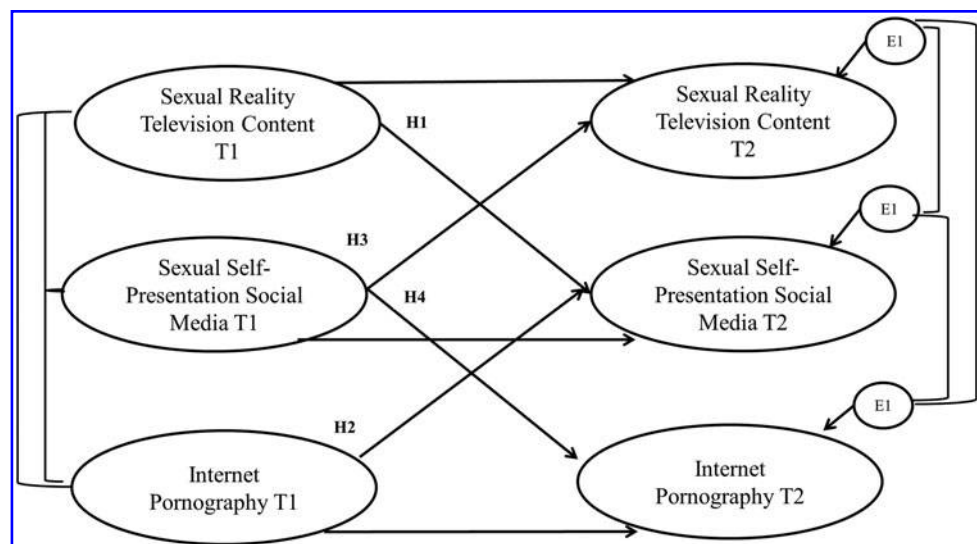 E1
Sexual Reality
Television Content
T1
Sexual Reality
Television Content
T2
H1
E1
H3
Sexual Self-
Presentation Social
Media T1
H4
Sexual Self-
Presentation Social
Media T2
E1
H2
Internet
Pornography T1
Internet
Pornography T2